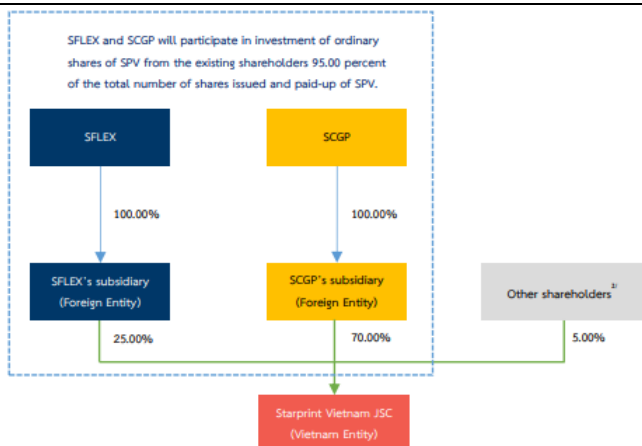 SFLEX and SCGP will participate in investment of ordinary
shares of SPV from the existing shareholders 95.00 percent
of the total number of shares issued and paid-up of SPV.
SFLEX
SCGP
100.00%
100.00%
SFLEX's subsidiary
(Foreign Entity)
SCGP's subsidiary
(Foreign Entity)
Other shareholders 2/
25.00%
70.00%
5.00%
Starprint Vietnam JSC
(Vietnam Entity)